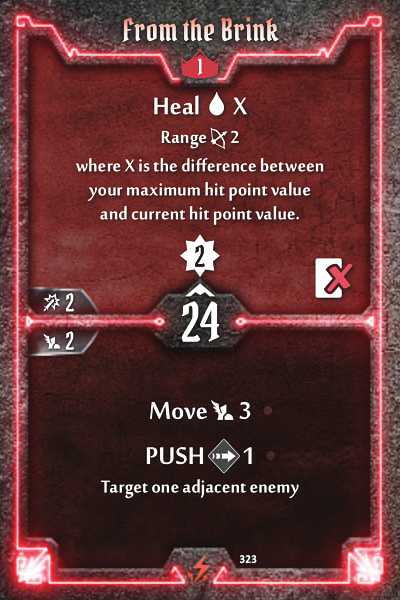 From the Brink
1
Heal X
Range 2
where X is the difference between
your maximum hit point value
and current hit point value.
2
2
24
2
Move 3
PUSH 1
Target one adjacent enemy
323